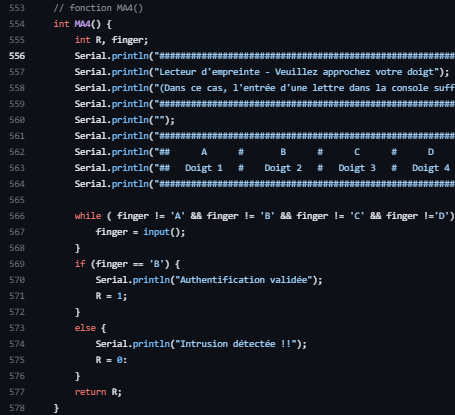 553 // fonction MA4()
554 int MA4() {
555 int R, finger;
556 Serial.println("########################################################
557 Serial.println("Lecteur d'empreinte - Veuillez approchez votre doigt");
558 Serial.println("(Dans ce cas, l'entrée d'une lettre dans la console suff
559 Serial.println("########################################################
560 Serial.println("");
561 Serial.println("########################################################
562 Serial.println("##      A      #       B      #      C      #      D
563 Serial.println("##   Doigt 1   #    Doigt 2   #   Doigt 3   #   Doigt 4
564 Serial.println("########################################################
565
566 while ( finger != 'A' && finger != 'B' && finger != 'C' && finger !='D')
567 finger = input();
568 }
569 if (finger == 'B') {
570 Serial.println("Authentification validée");
571 R = 1;
572 }
573 else {
574 Serial.println("Intrusion détectée !!");
575 R = 0:
576 }
577 return R;
578 }